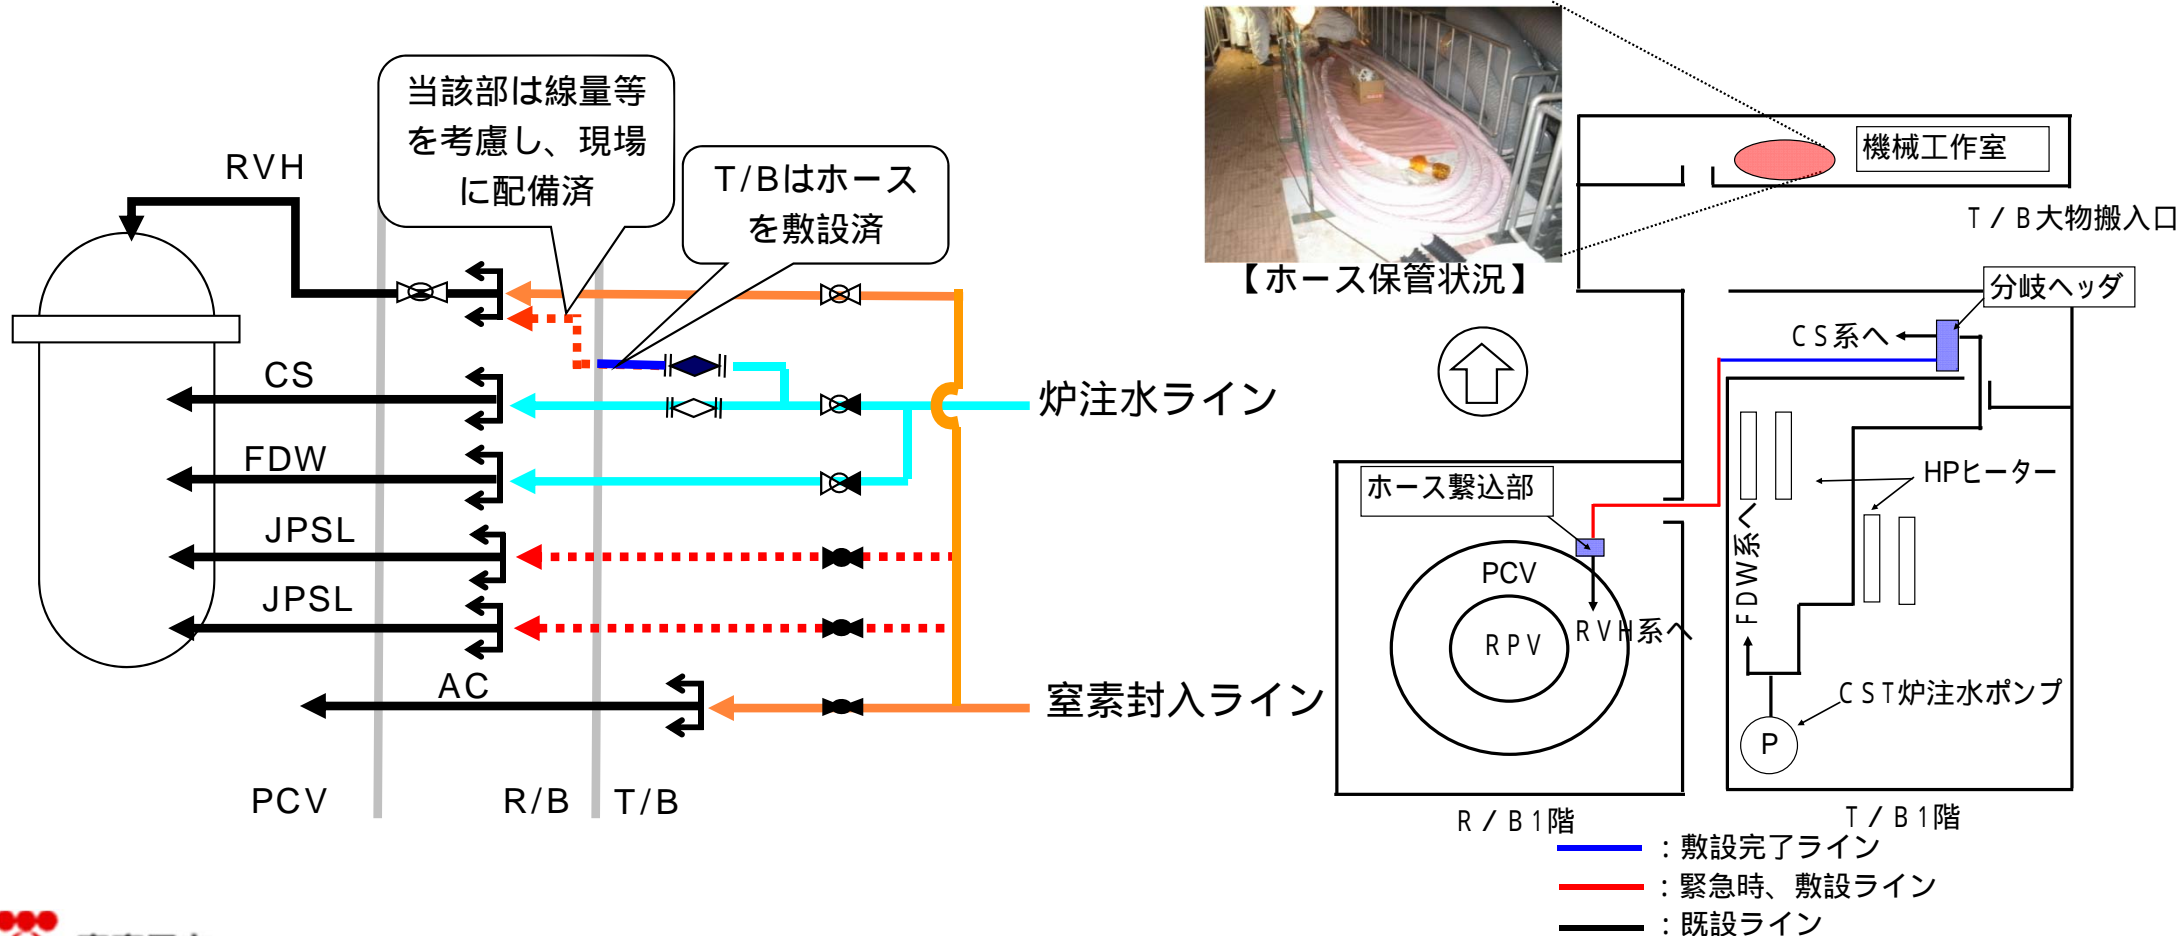 当該部は線量等
を考慮し、現場
に配備済
T/Bはホース
を敷設済
RVH
CS
FDW
JPSL
JPSL
AC
炉注水ライン
窒素封入ライン
PCV
R/B
T/B
【ホース保管状況】
機械工作室
T/B大物搬入口
分岐ヘッダ
CS系へ
ホース繋込部
HPヒーター
FDW系へ
PCV
RPV
RVH系へ
CST炉注水ポンプ
P
R/B1階
T/B1階
:敷設完了ライン
:緊急時、敷設ライン
:既設ライン